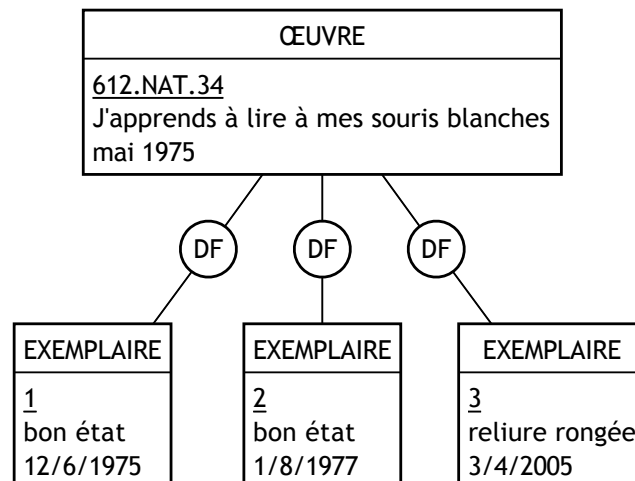 ŒUVRE
612.NAT.34
J'apprends à lire à mes souris blanches
mai 1975
DF
DF
DF
EXEMPLAIRE
1
bon état
12/6/1975
EXEMPLAIRE
2
bon état
1/8/1977
EXEMPLAIRE
3
reliure rongée
3/4/2005